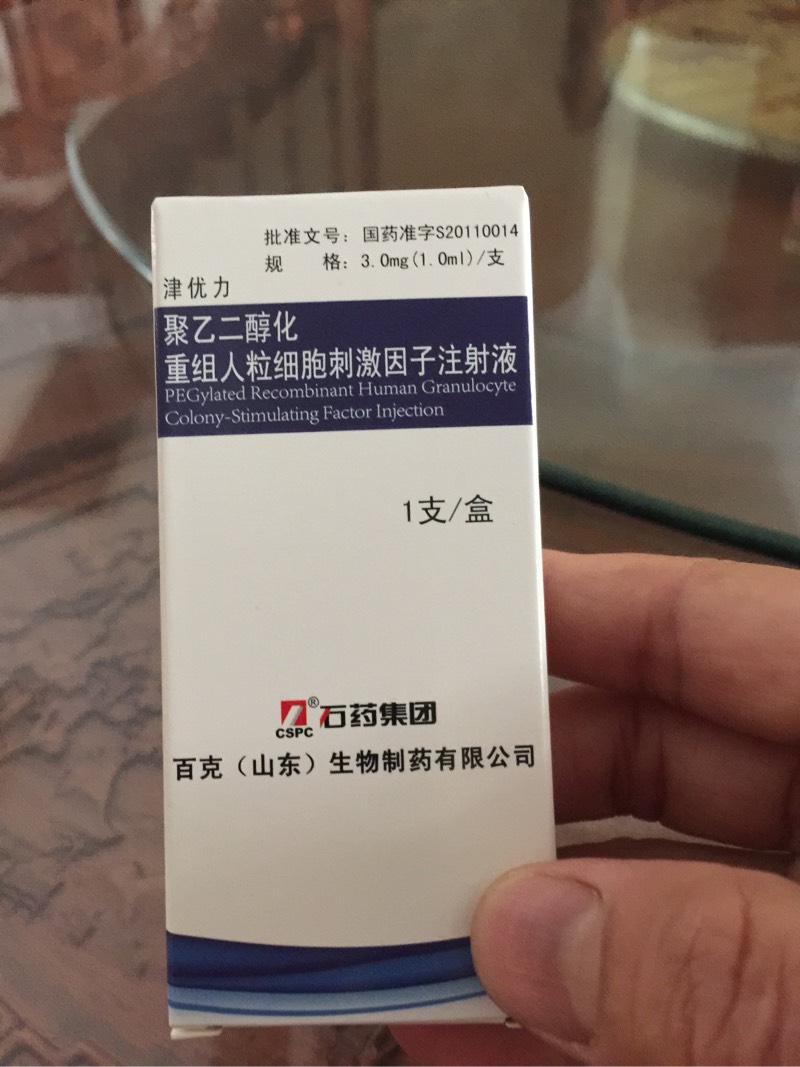 批准文号: 国药准字S20110014
规 格: 3.0mg(1.0ml)/支
津优力
聚乙二醇化
重组人粒细胞刺激因子注射液
PEGylated Recombinant Human Granulocyte
Colony-Stimulating Factor Injection
1支/盒
CSPC® 石药集团
百克(山东)生物制药有限公司